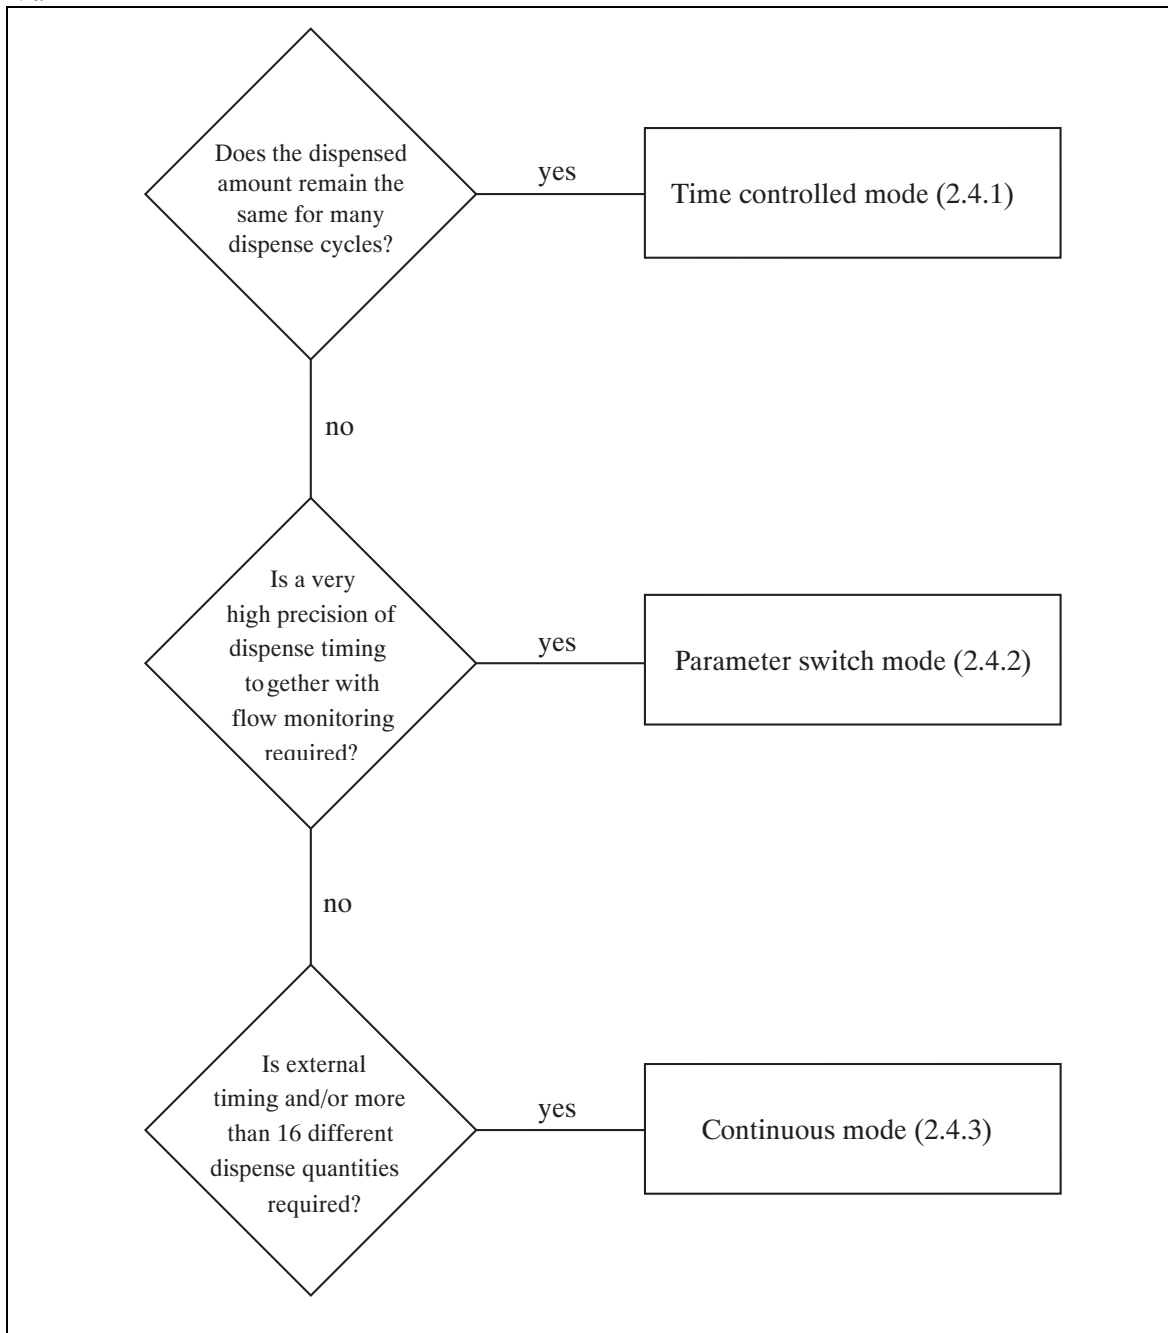 Does the dispensed
amount remain the
same for many
dispense cycles?
yes
Time controlled mode (2.4.1)
no
Is a very
high precision of
dispense timing
together with
flow monitoring
required?
yes
Parameter switch mode (2.4.2)
no
Is external
timing and/or more
than 16 different
dispense quantities
required?
yes
Continuous mode (2.4.3)